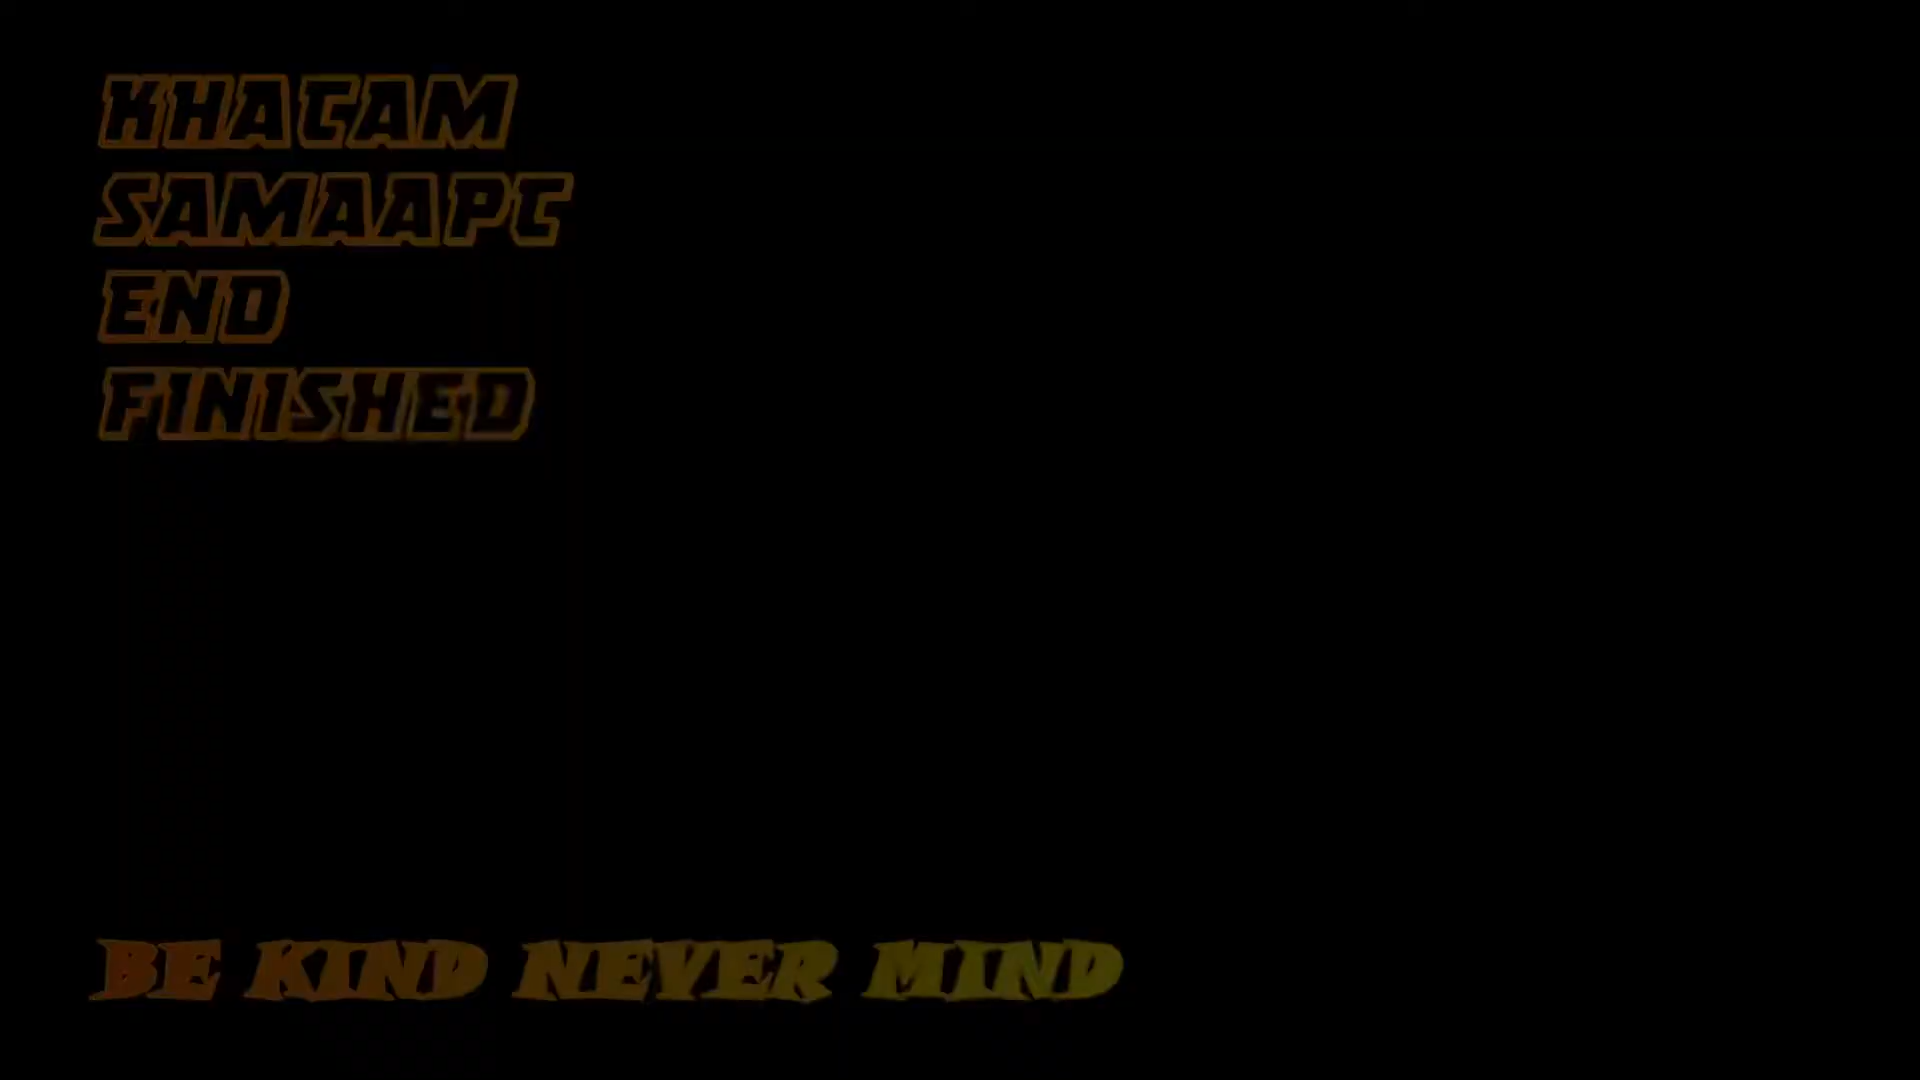 KHATAM
SAMAAPT
END
FINISHED
BE KIND NEVER MIND